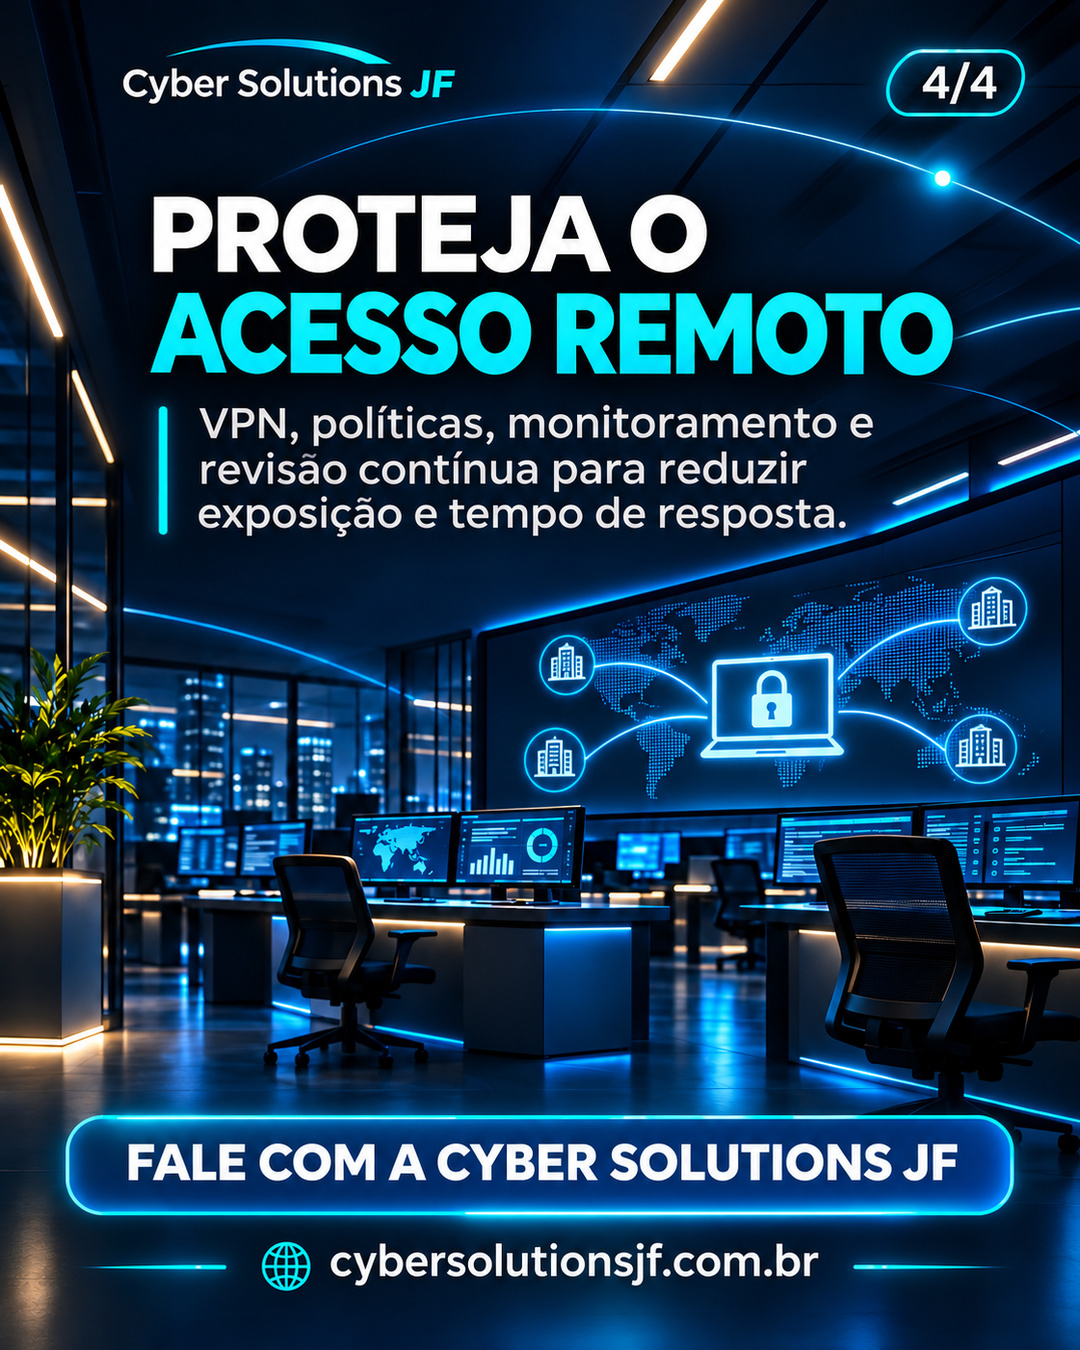 Cyber Solutions JF
4/4
PROTEJA O
ACESSO REMOTO
VPN, políticas, monitoramento e
revisão contínua para reduzir
exposição e tempo de resposta.
FALE COM A CYBER SOLUTIONS JF
cybersolutionsjf.com.br